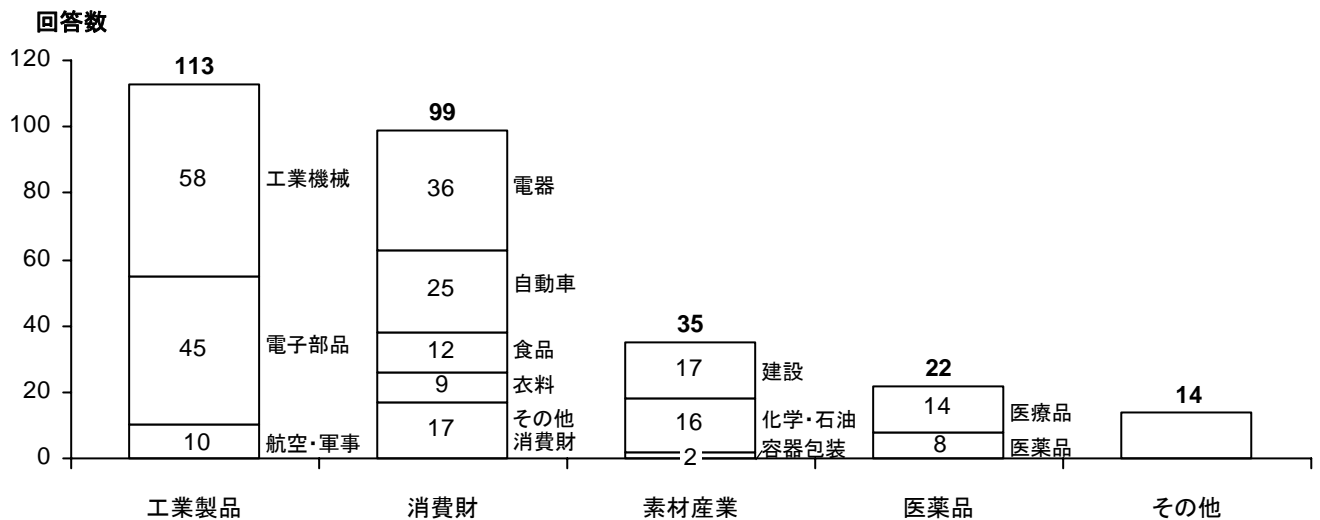 回答数
120
100
80
60
40
20
0
113
58
工業機械
45
電子部品
10
航空・軍事
工業製品
99
36
電器
25
自動車
12
食品
9
衣料
17
その他
消費財
消費財
35
17
建設
16
化学・石油
2
容器包装
素材産業
22
14
医療品
8
医薬品
医薬品
14
その他